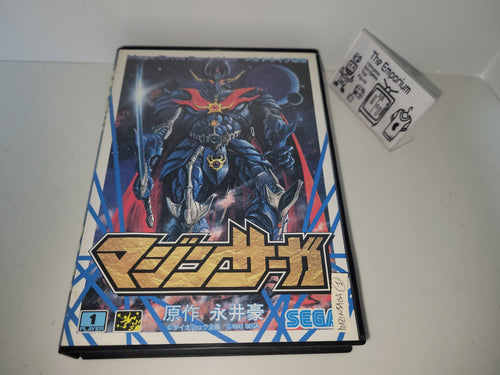 The Emporium
マジンサーガ
原作 永井豪
©ダイナミック企画 ©1993 SEGA
1
PLAYER
SEGA